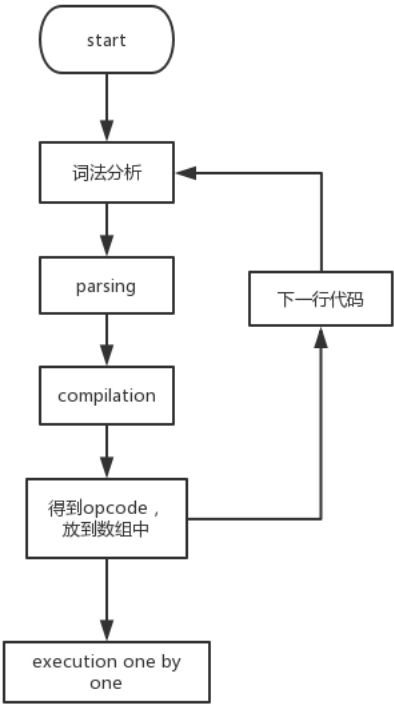 start
词法分析
parsing
下一行代码
compilation
得到opcode，
放到数组中
execution one by
one